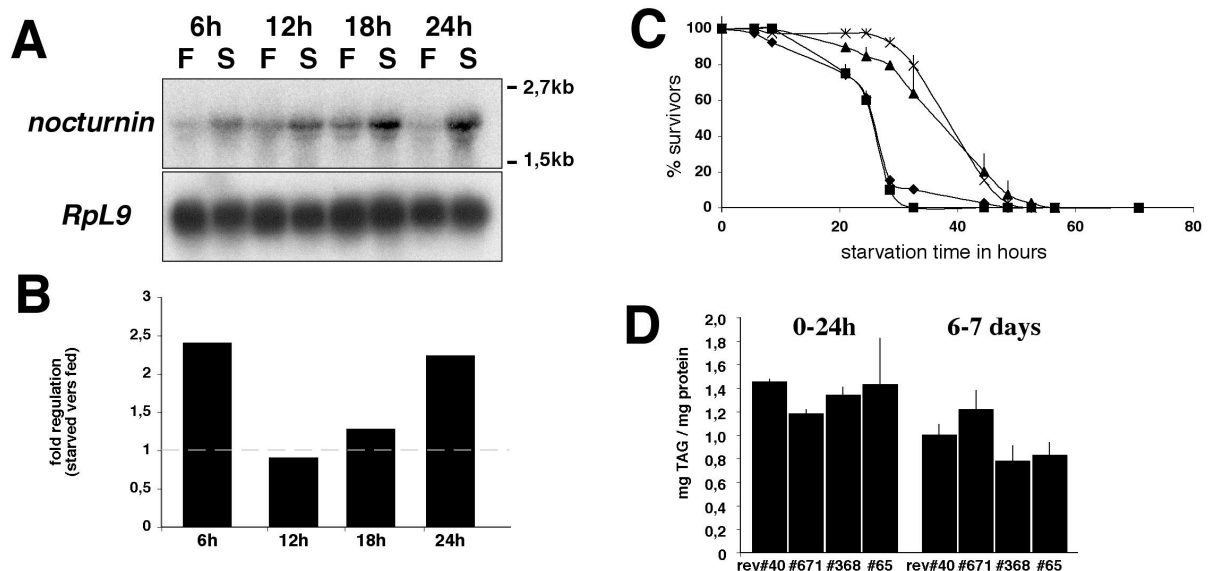 A
6h 12h 18h 24h
F S F S F S F S
nocturnin
- 2,7kb
- 1,5kb
RpL9
B
fold regulation
(starved vers fed)
3
2,5
2
1,5
1
0,5
0
6h 12h 18h 24h
C
% survivors
100
80
60
40
20
0
0 20 40 60 80
starvation time in hours
D
0-24h 6-7 days
mg TAG / mg protein
2,0
1,8
1,6
1,4
1,2
1,0
0,8
0,6
0,4
0,2
0
rev#40 #671 #368 #65 rev#40 #671 #368 #65